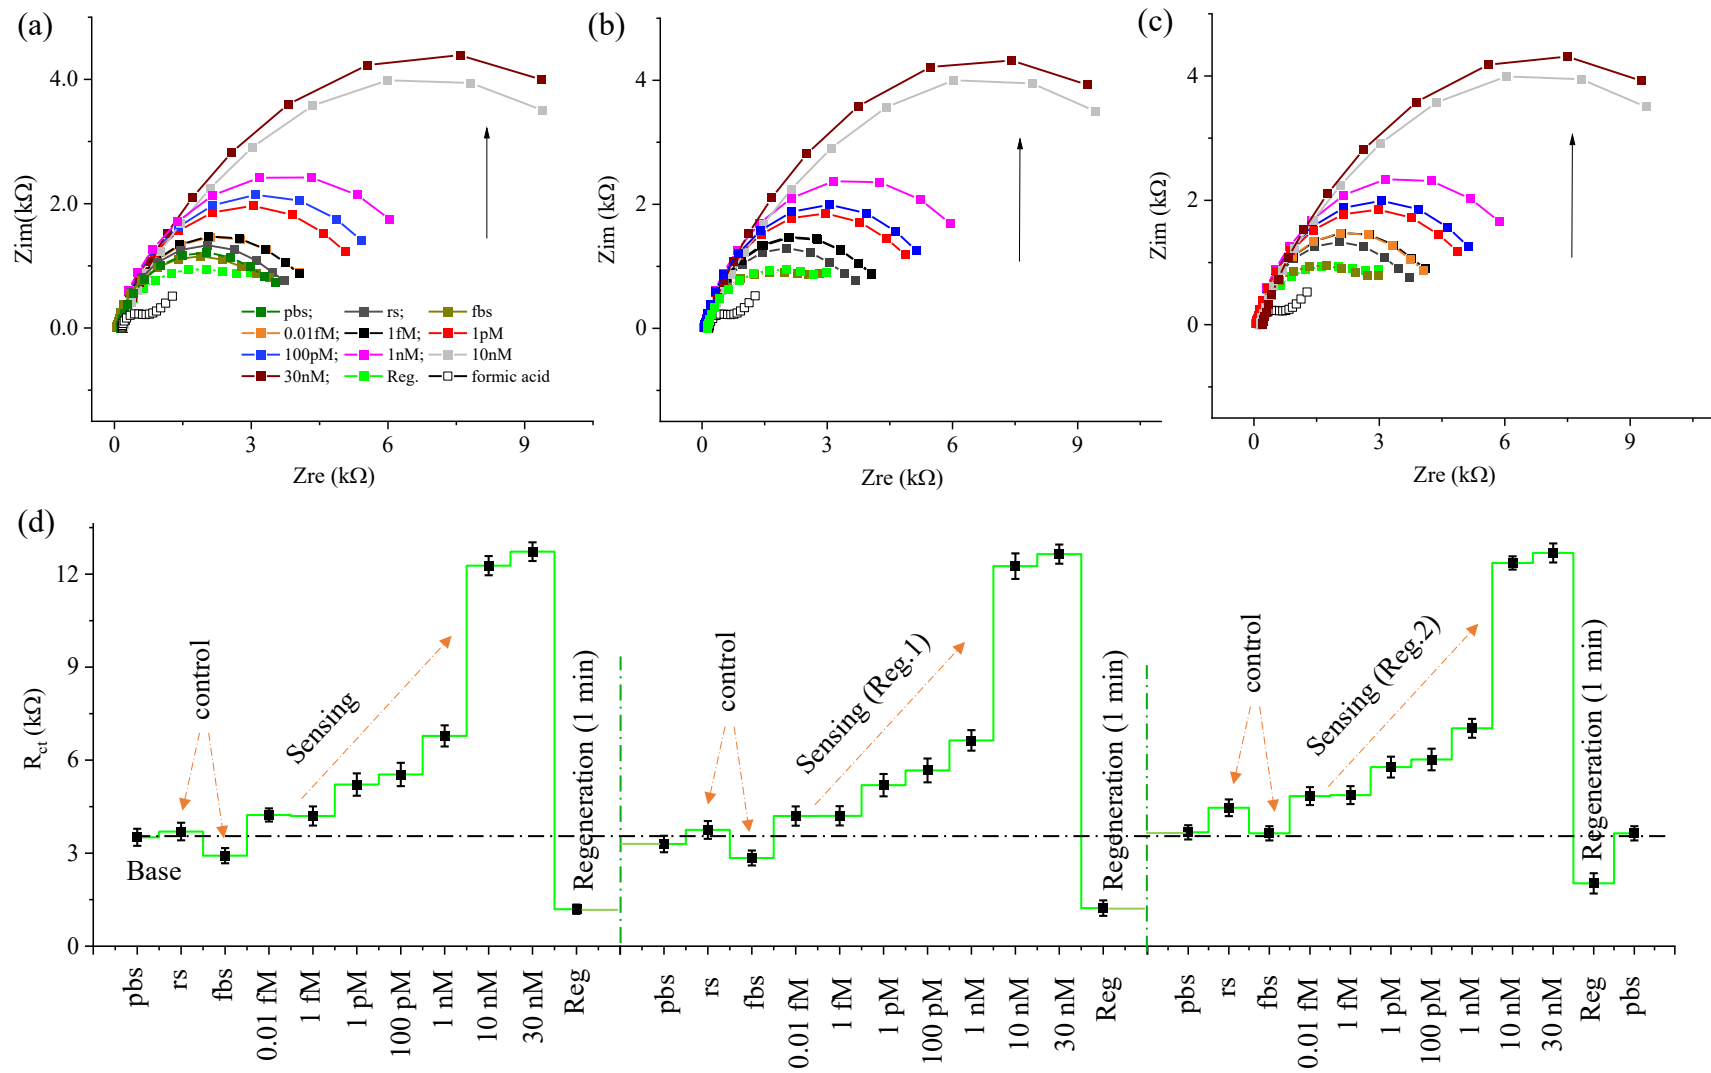 (a)
4.0
2.0
0.0
Zim(kΩ)
0
3
6
9
Zre (kΩ)
pbs; rs; fbs
0.01fM; 1fM; 1pM
100pM; 1nM; 10nM
30nM; Reg. formic acid
(b)
4
2
0
Zim (kΩ)
0
3
6
9
Zre (kΩ)
(c)
4
2
0
Zim (kΩ)
0
3
6
9
Zre (kΩ)
(d)
12
9
6
3
0
R_ct (kΩ)
control
Sensing
Base
Regeneration (1 min)
control
Sensing (Reg.1)
Regeneration (1 min)
control
Sensing (Reg.2)
Regeneration (1 min)
pbs
rs
fbs
0.01 fM
1 fM
1 pM
100 pM
1 nM
10 nM
30 nM
Reg
pbs
rs
fbs
0.01 fM
1 fM
1 pM
100 pM
1 nM
10 nM
30 nM
Reg
pbs
rs
fbs
0.01 fM
1 fM
1 pM
100 pM
1 nM
10 nM
30 nM
Reg
pbs